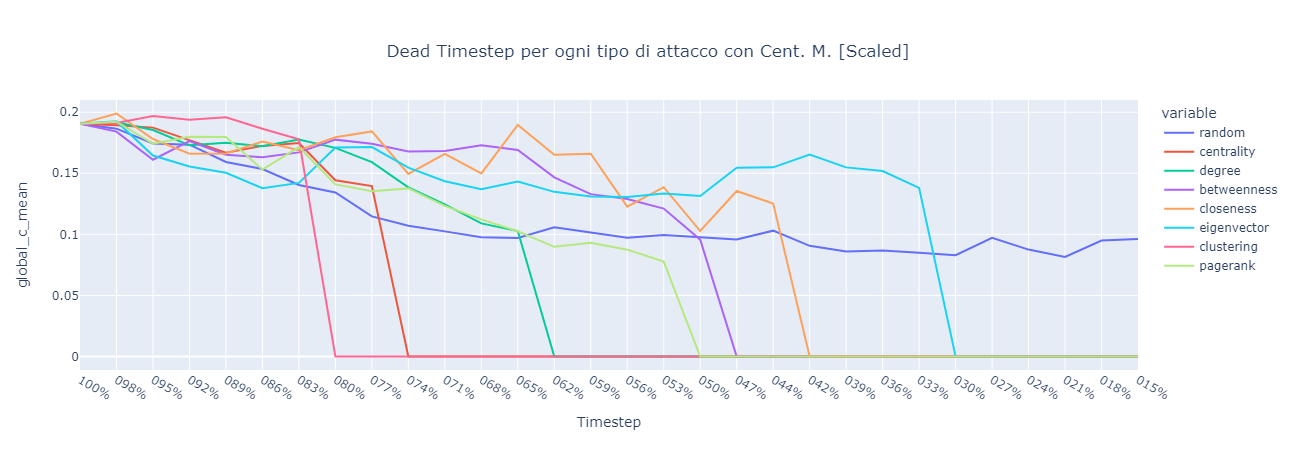 Dead Timestep per ogni tipo di attacco con Cent. M. [Scaled]
global_c_mean
0.2
0.15
0.1
0.05
0
100%
098%
095%
092%
089%
086%
083%
080%
077%
074%
071%
068%
065%
062%
059%
056%
053%
050%
047%
044%
042%
039%
036%
033%
030%
027%
024%
021%
018%
015%
Timestep
variable
random
centrality
degree
betweenness
closeness
eigenvector
clustering
pagerank